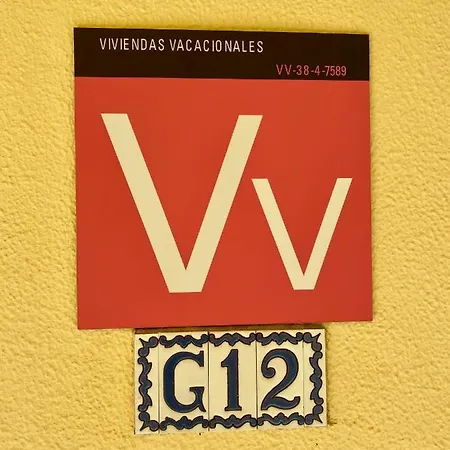 VIVIENDAS VACACIONALES
VV-38-4-7589
Vv
G12